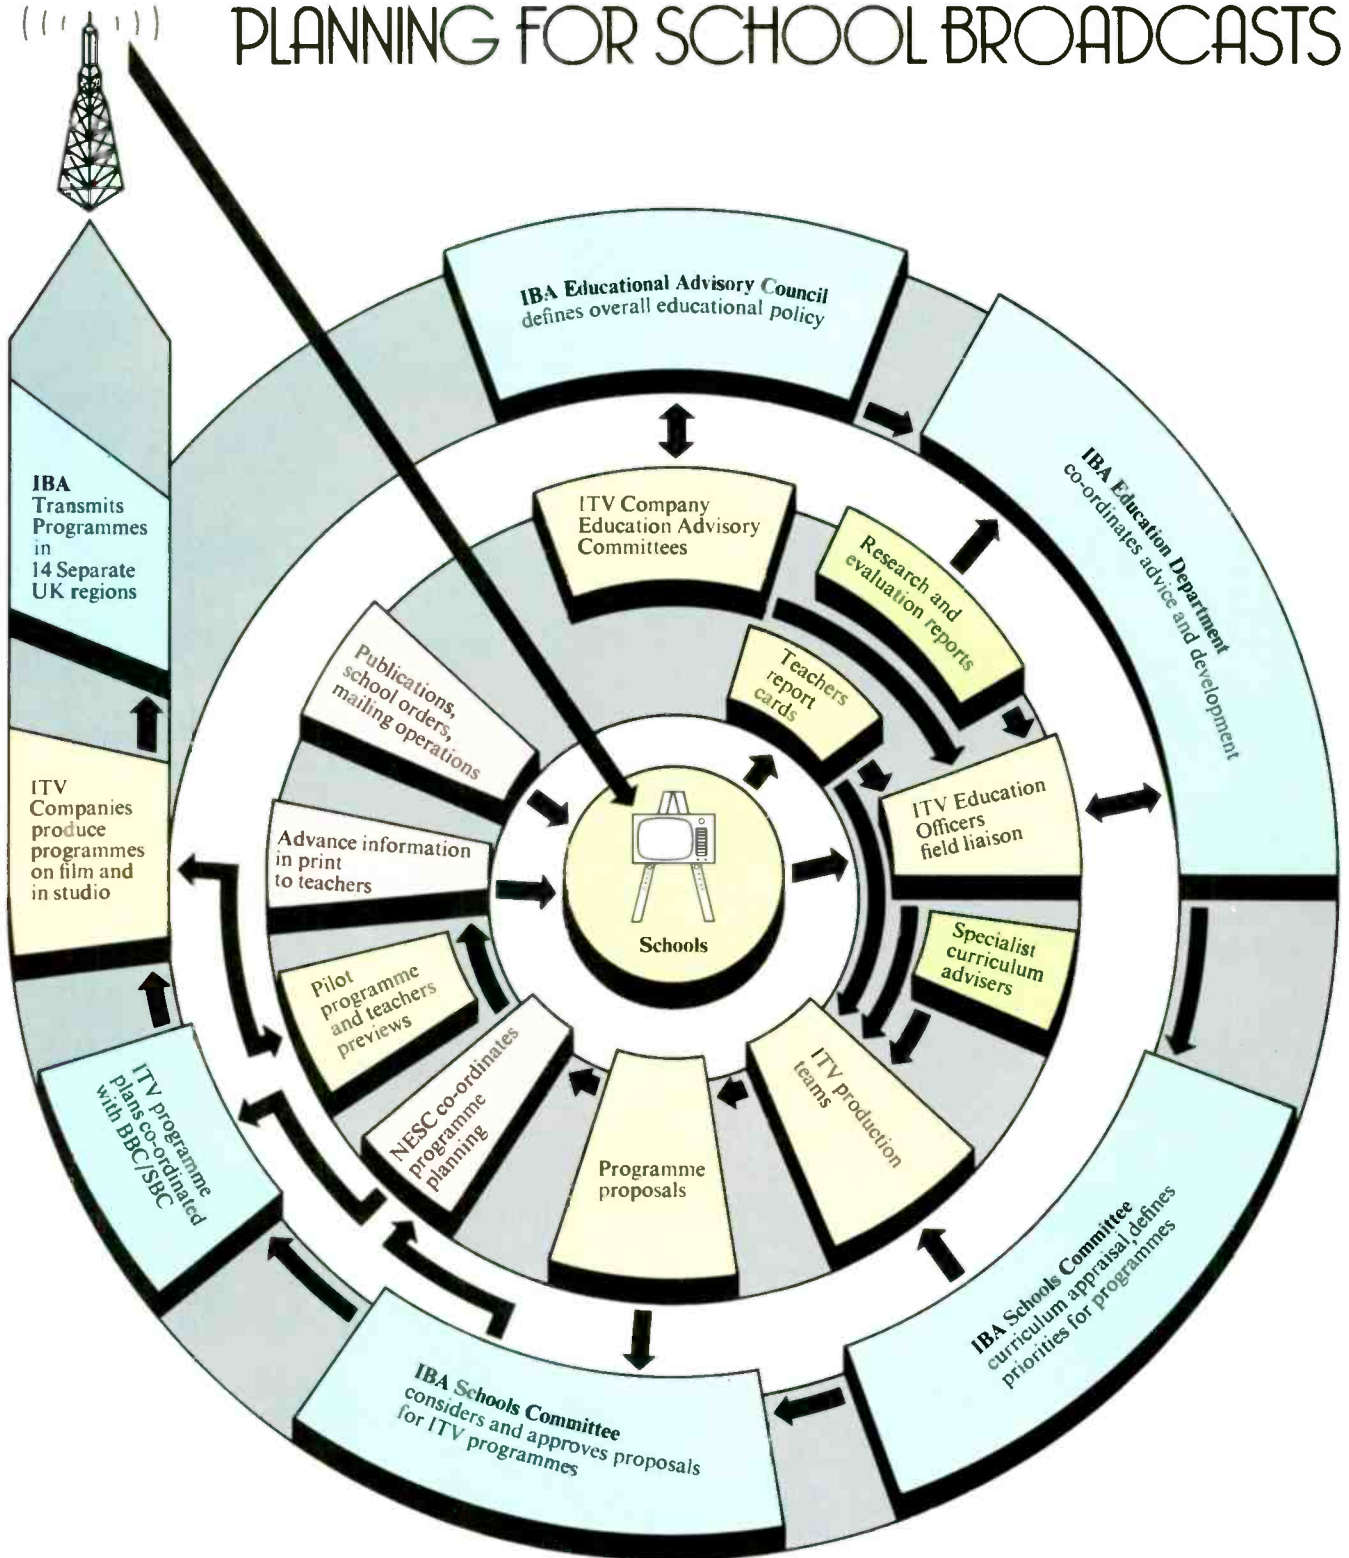 PLANNING FOR SCHOOL BROADCASTS
IBA Educational Advisory Council
defines overall educational policy
IBA Education Department
co-ordinates advice and development
IBA Schools Committee
curriculum appraisal, defines
priorities for programmes
IBA Schools Committee
considers and approves proposals
for ITV programmes
ITV programme
plans co-ordinated
with BBC/SBC
ITV
Companies
produce
programmes
on film and
in studio
IBA
Transmits
Programmes
in
14 Separate
UK regions
ITV Company
Education Advisory
Committees
Research and
evaluation reports
Teachers
report
cards
ITV Education
Officers
field liaison
Specialist
curriculum
advisers
ITV production
teams
Programme
proposals
NESC co-ordinates
programme
planning
Pilot
programme
and teachers
previews
Advance information
in print
to teachers
Publications,
school orders,
mailing operations
Schools